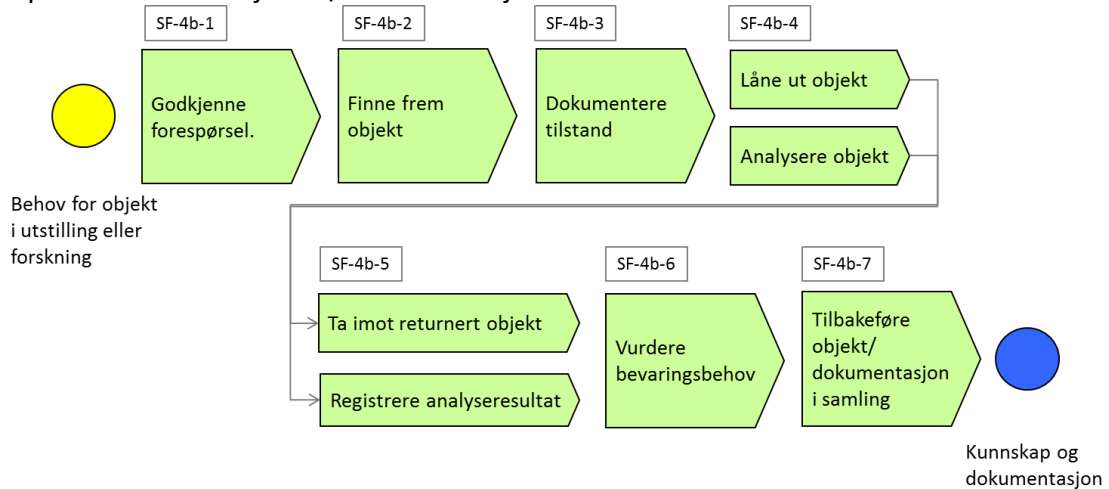 SF-4b-1
SF-4b-2
SF-4b-3
SF-4b-4
Godkjenne
forespørsel.
Finne frem
objekt
Dokumentere
tilstand
Låne ut objekt
Analysere objekt
Behov for objekt
i utstilling eller
forskning
SF-4b-5
SF-4b-6
SF-4b-7
Ta imot returnert objekt
Registrere analyseresultat
Vurdere
bevaringsbehov
Tilbakeføre
objekt/
dokumentasjon
i samling
Kunnskap og
dokumentasjon